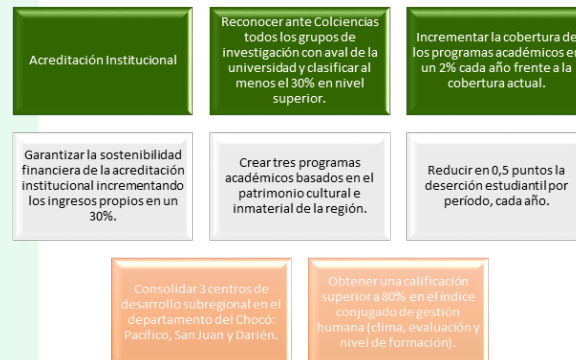 Acreditación Institucional
Reconocer ante Colciencias
todos los grupos de
investigación con aval de la
universidad y clasificar al
menos el 30% en nivel
superior.
Incrementar la cobertura de
los programas académicos en
un 2% cada año frente a la
cobertura actual.
Garantizar la sostenibilidad
financiera de la acreditación
institucional incrementando
los ingresos propios en un
30%.
Crear tres programas
académicos basados en el
patrimonio cultural e
inmaterial de la región.
Reducir en 0,5 puntos la
deserción estudiantil por
período, cada año.
Consolidar 3 centros de
desarrollo subregional en el
departamento del Chocó:
Pacífico, San Juan y Darién.
Obtener una calificación
superior a 80% en el índice
conjugado de gestión
humana (clima, evaluación y
nivel de formación).